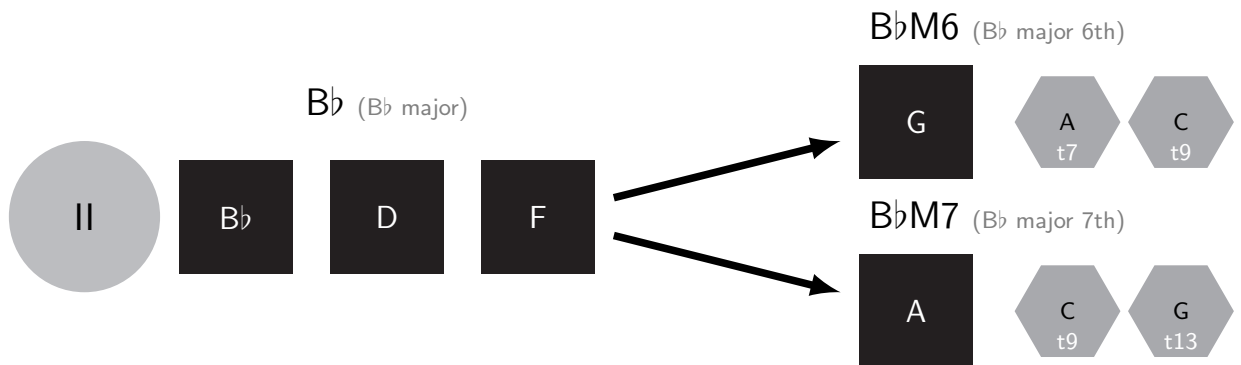 B♭M6 (B♭ major 6th)
B♭ (B♭ major)
G
A
t7
C
t9
II
B♭
D
F
B♭M7 (B♭ major 7th)
A
C
t9
G
t13